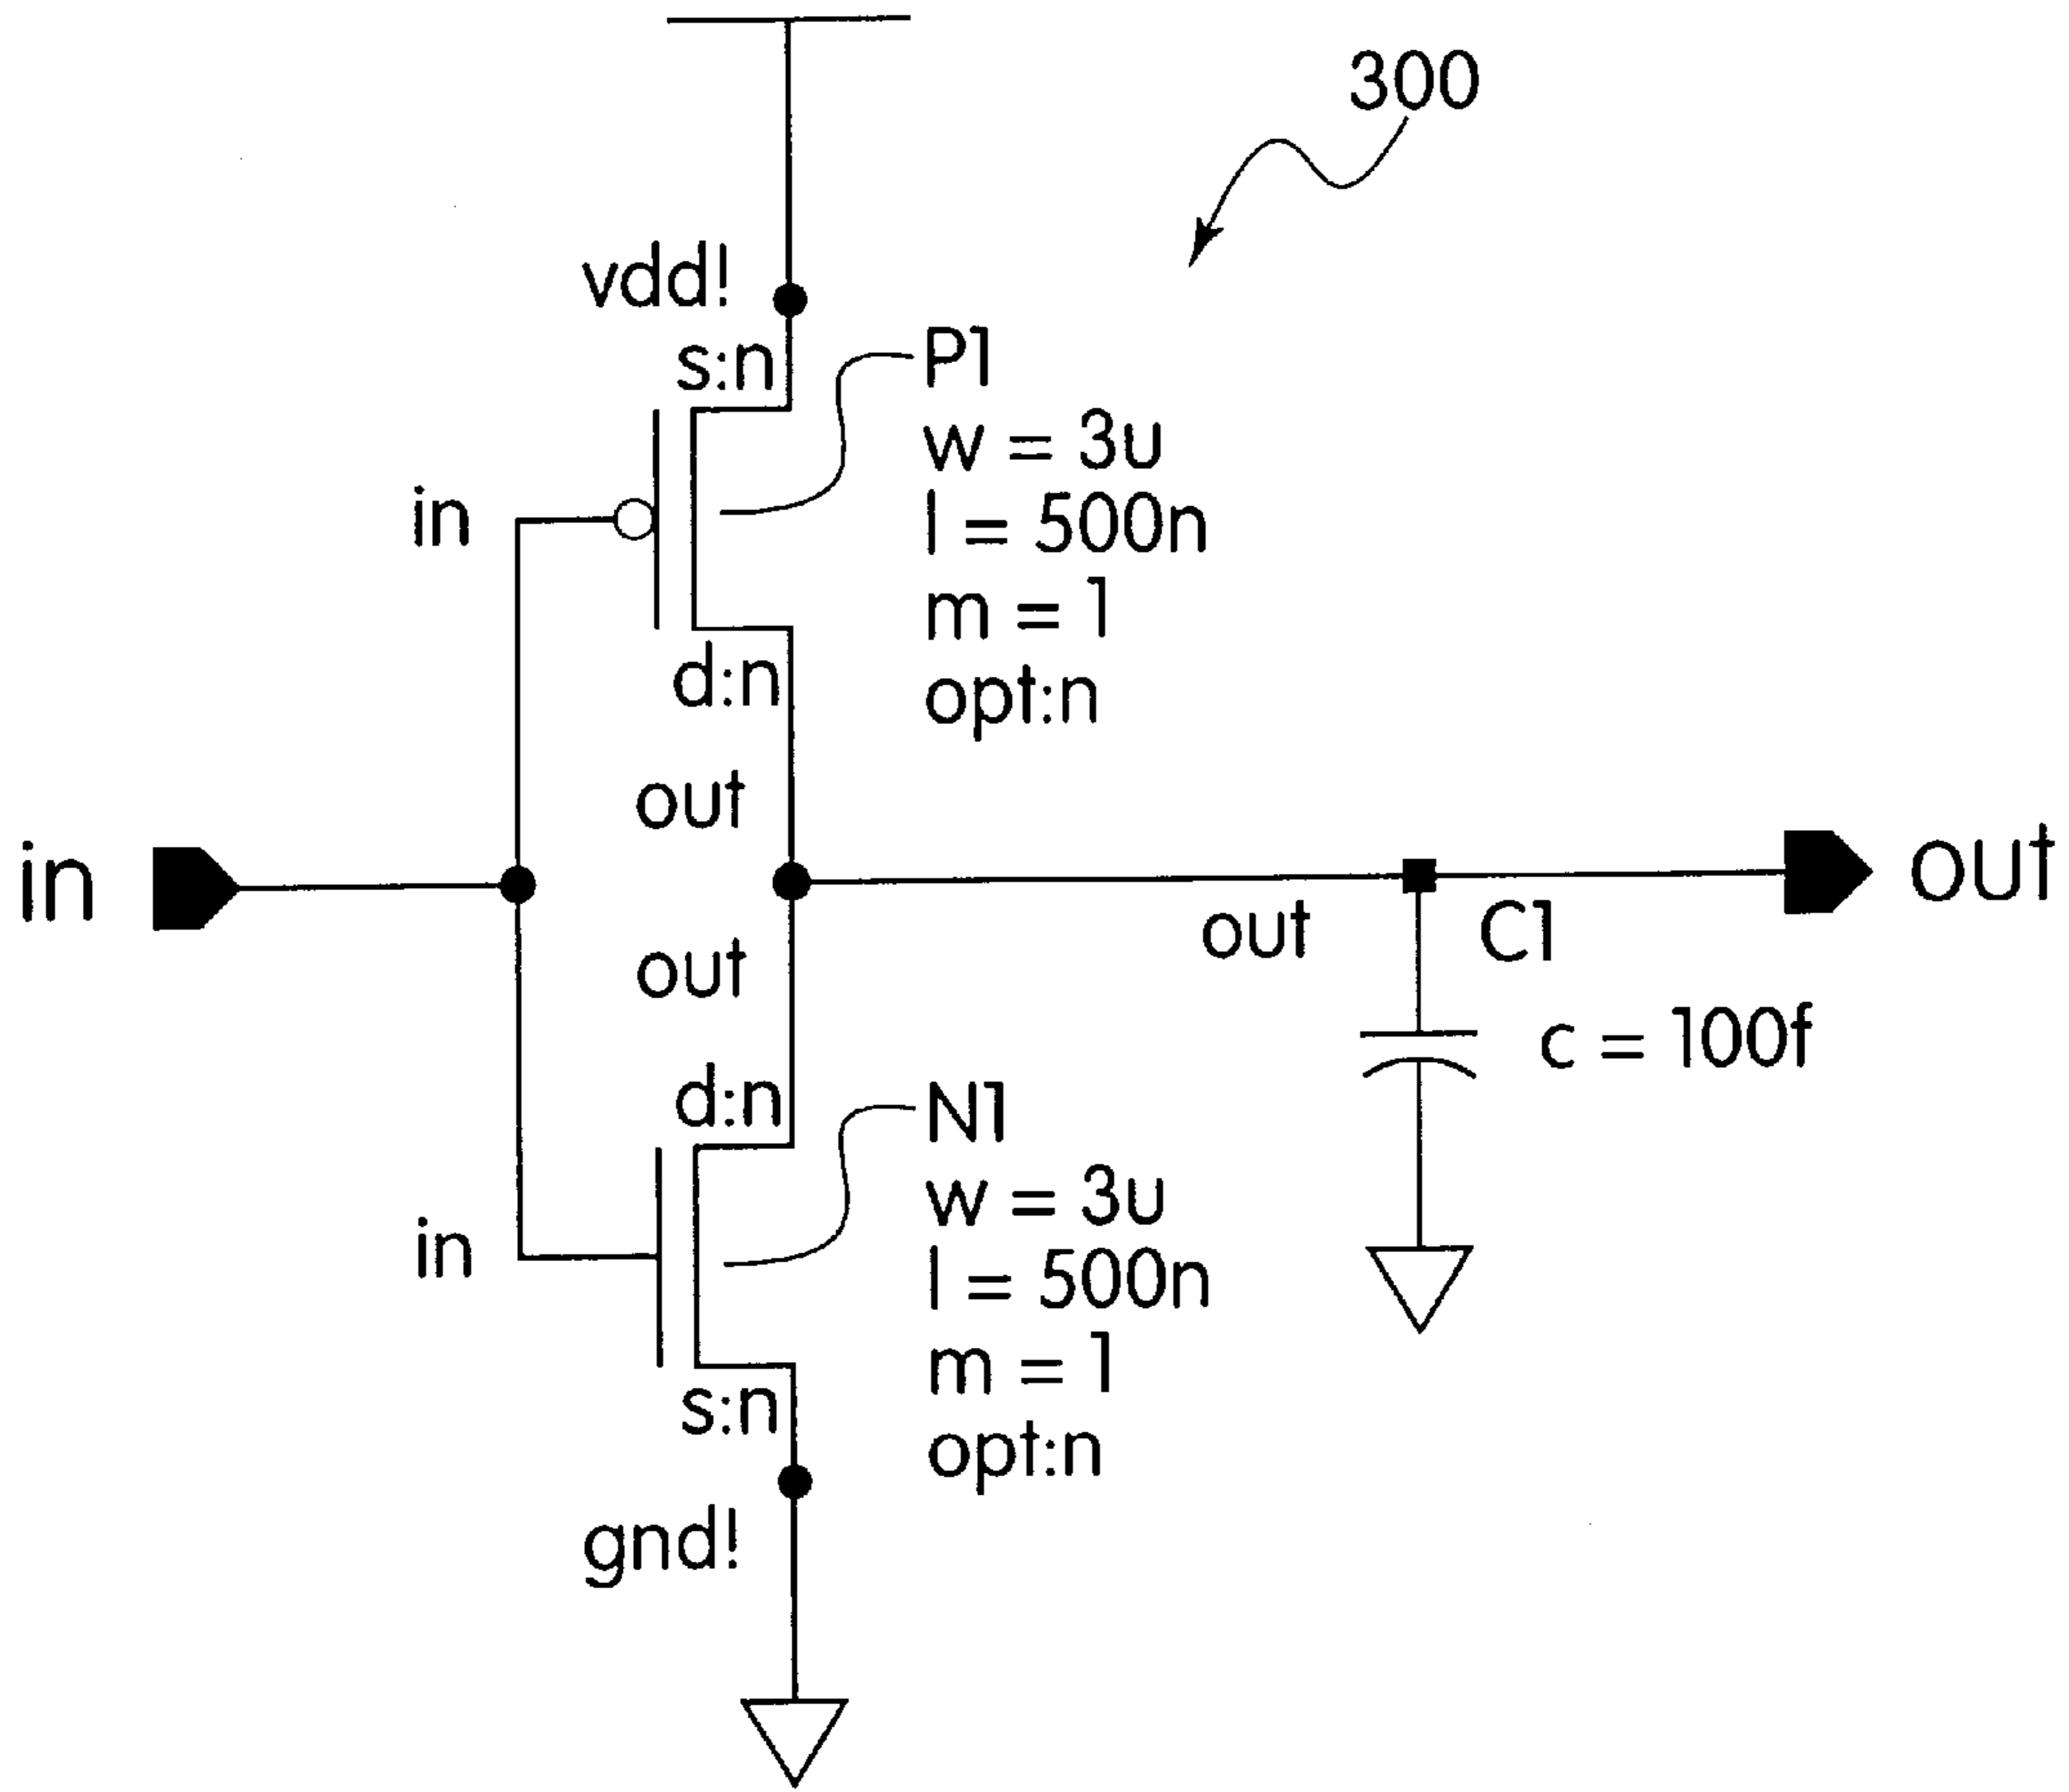 300
vdd!
s:n
P1
w = 3u
l = 500n
m = 1
opt:n
in
d:n
out
in
out
out
C1
c = 100f
out
d:n
N1
w = 3u
l = 500n
m = 1
opt:n
in
s:n
gnd!